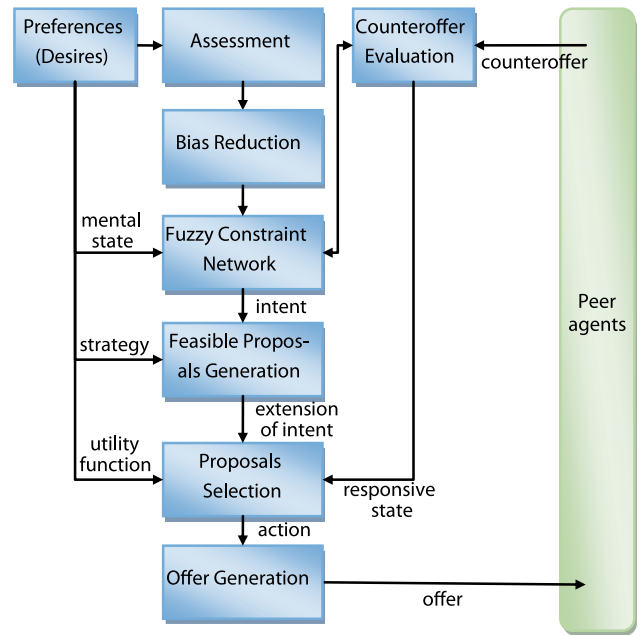 Preferences
(Desires)
Assessment
Counteroffer
Evaluation
counteroffer
Bias Reduction
mental
state
Fuzzy Constraint
Network
intent
Peer
agents
strategy
Feasible Propos-
als Generation
extension
of intent
utility
function
Proposals
Selection
responsive
state
action
Offer Generation
offer